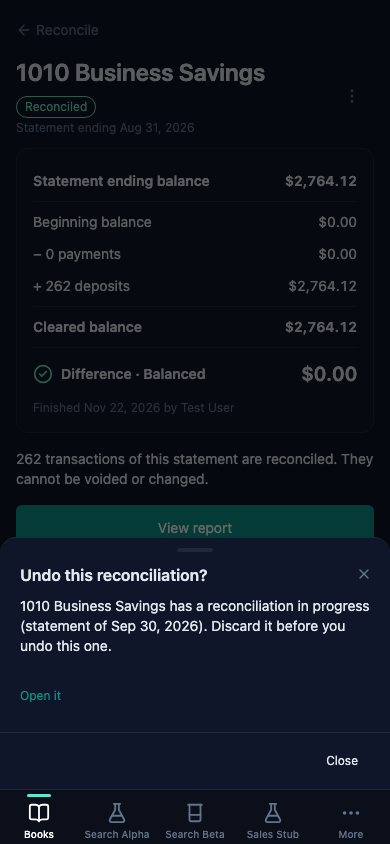 Reconcile
1010 Business Savings
Reconciled
Statement ending Aug 31, 2026
Statement ending balance $2,764.12
Beginning balance $0.00
− 0 payments $0.00
+ 262 deposits $2,764.12
Cleared balance $2,764.12
Difference · Balanced $0.00
Finished Nov 22, 2026 by Test User
262 transactions of this statement are reconciled. They
cannot be voided or changed.
View report
Undo this reconciliation?
1010 Business Savings has a reconciliation in progress
(statement of Sep 30, 2026). Discard it before you
undo this one.
Open it
Close
Books Search Alpha Search Beta Sales Stub More